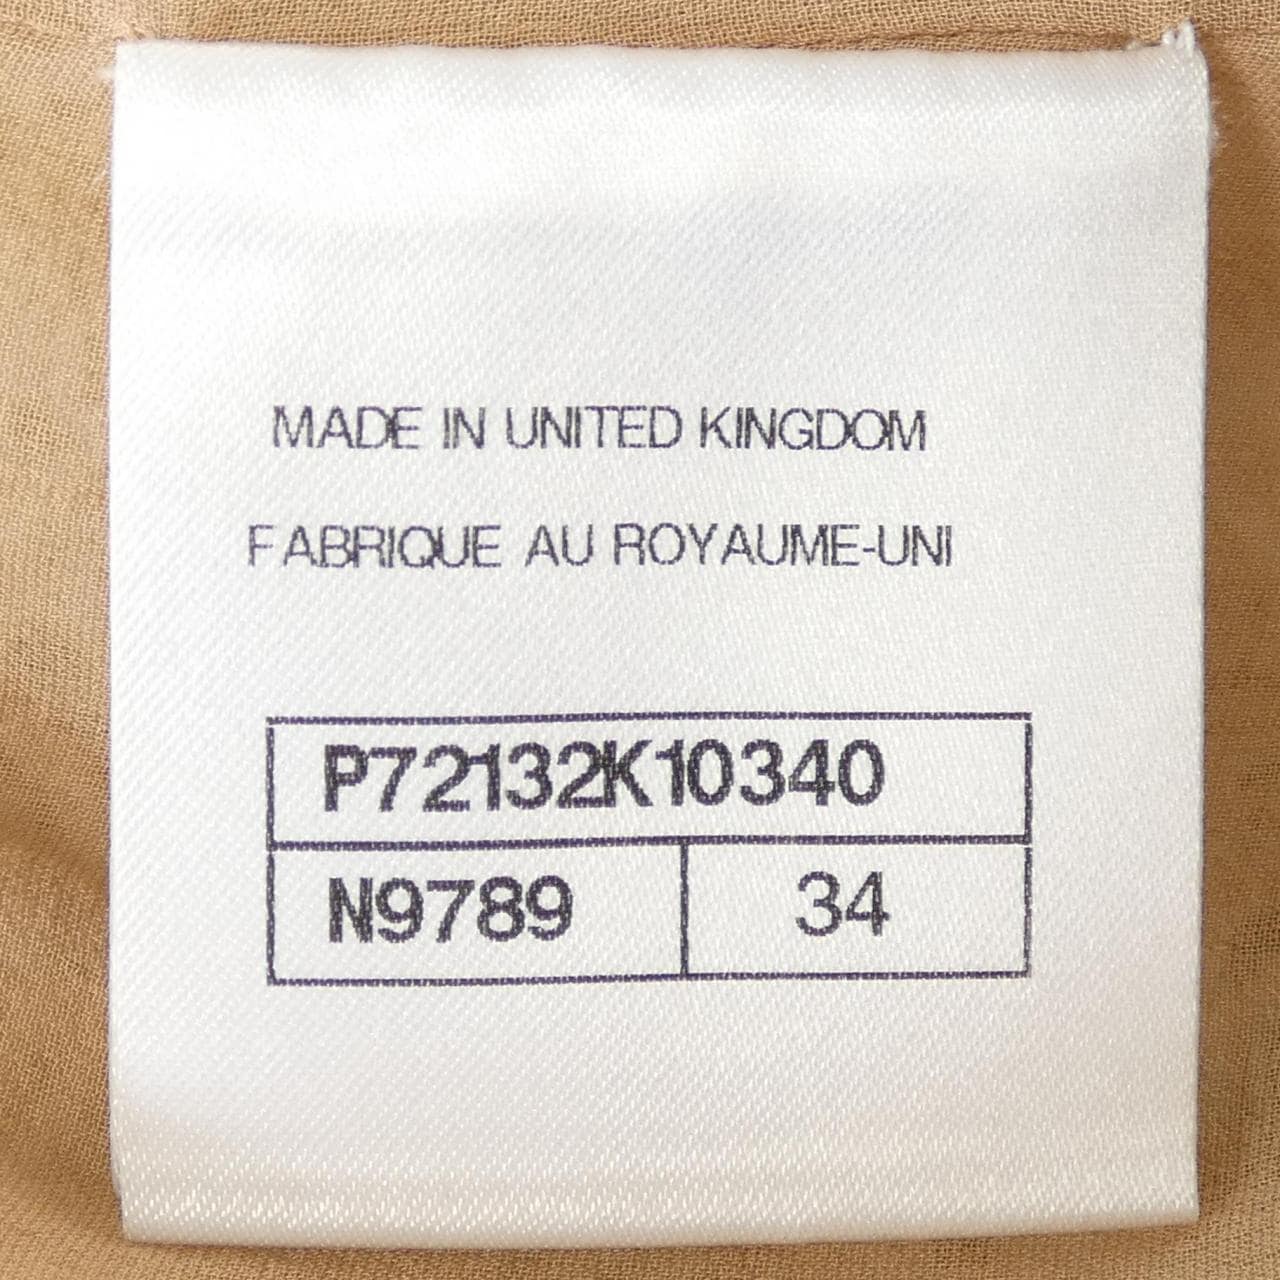 MADE IN UNITED KINGDOM
FABRIQUE AU ROYAUME-UNI
P72132K10340
N9789 34